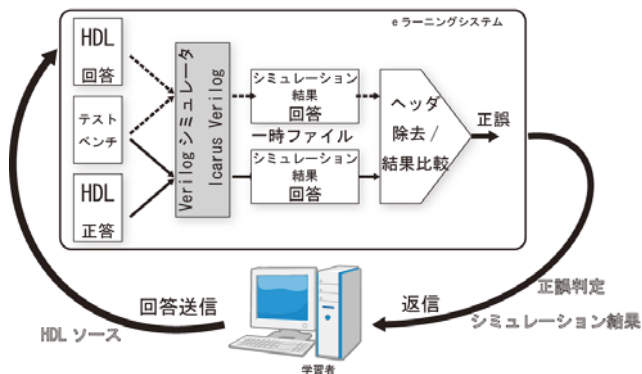 eラーニングシステム
HDL
回答
テスト
ベンチ
HDL
正答
Verilogシミュレータ
Icarus Verilog
シミュレーション
結果
回答
一時ファイル
シミュレーション
結果
回答
ヘッダ
除去/
結果比較
正誤
回答送信
HDL ソース
返信
正誤判定
シミュレーション結果
学習者